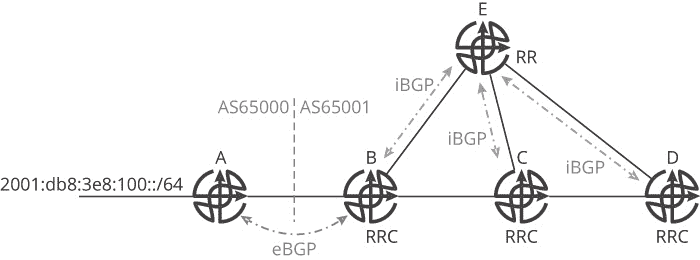 E
RR
iBGP
AS65000 AS65001
iBGP
A
B
C
D
iBGP
2001:db8:3e8:100::/64
RRC
RRC
RRC
eBGP